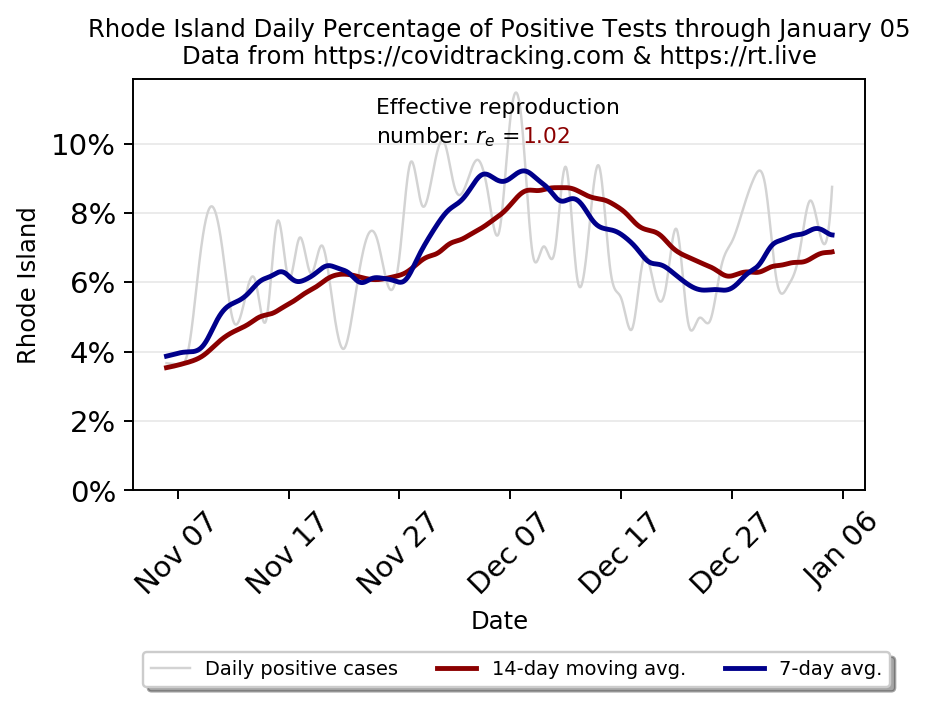 Rhode Island Daily Percentage of Positive Tests through January 05
Data from https://covidtracking.com & https://rt.live
Effective reproduction
number: rₑ =1.02
10%
8%
6%
4%
2%
0%
Rhode Island
Nov 07
Nov 17
Nov 27
Dec 07
Dec 17
Dec 27
Jan 06
Date
Daily positive cases
14-day moving avg.
7-day avg.